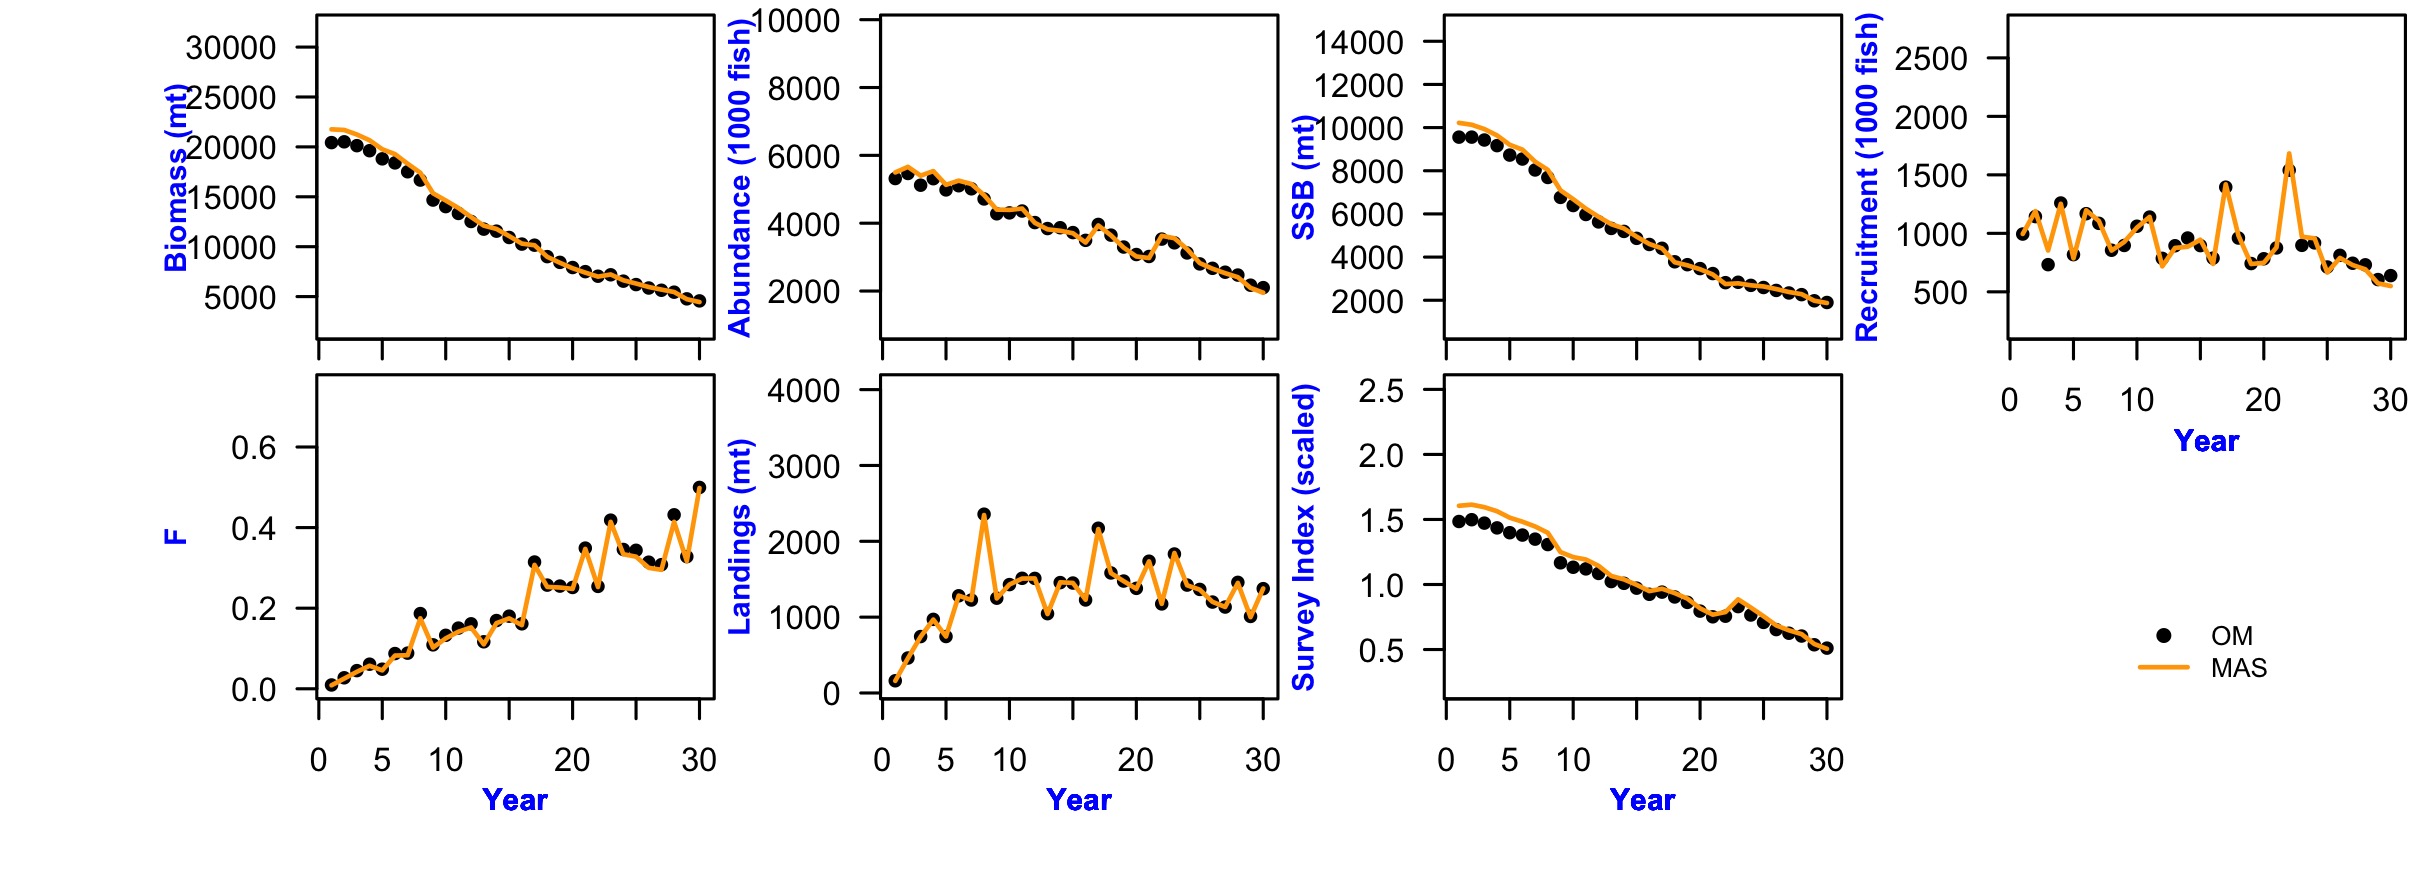 Biomass (mt)
30000
25000
20000
15000
10000
5000
Abundance (1000 fish)
10000
8000
6000
4000
2000
SSB (mt)
14000
12000
10000
8000
6000
4000
2000
Recruitment (1000 fish)
2500
2000
1500
1000
500
0 5 10 20 30
Year
F
0.6
0.4
0.2
0.0
0 5 10 20 30
Year
Landings (mt)
4000
3000
2000
1000
0
0 5 10 20 30
Year
Survey Index (scaled)
2.5
2.0
1.5
1.0
0.5
0 5 10 20 30
Year
OM
MAS